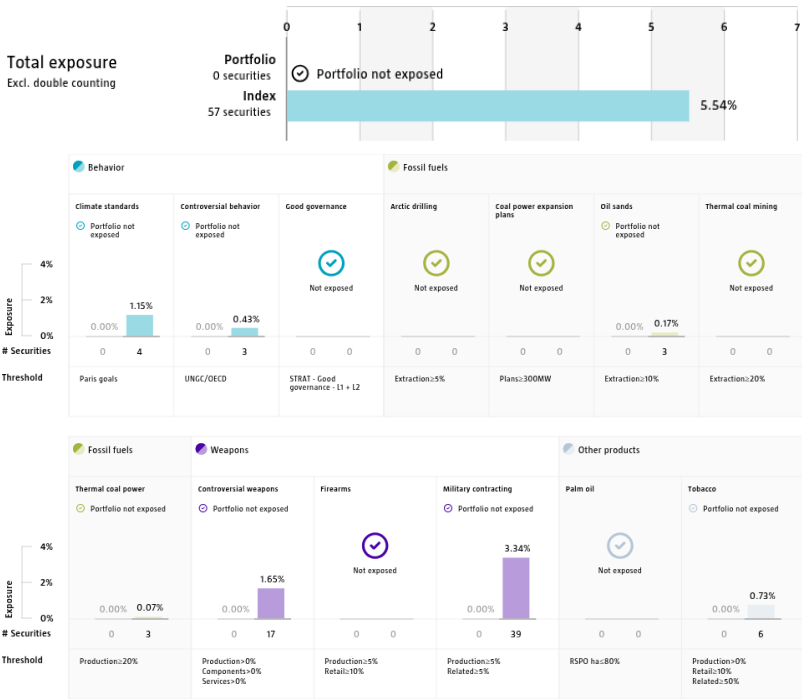 0 1 2 3 4 5 6 7
Total exposure
Excl. double counting
Portfolio
0 securities
Portfolio not exposed
Index
57 securities
5.54%
Behavior
Fossil fuels
Climate standards
Controversial behavior
Good governance
Arctic drilling
Coal power expansion
plans
Oil sands
Thermal coal mining
Portfolio not
exposed
Portfolio not
exposed
Portfolio not
exposed
Not exposed
Not exposed
Not exposed
Not exposed
Exposure
4%
2%
0%
0.00% 1.15%
0.00% 0.43%
0.00% 0.17%
# Securities 0 4 0 3 0 0 0 0 0 0 0 3 0 0
Threshold
Paris goals
UNGC/OECD
STRAT - Good
governance - L1 + L2
Extraction≥5%
Plans≥300MW
Extraction≥10%
Extraction≥20%
Fossil fuels
Weapons
Other products
Thermal coal power
Controversial weapons
Firearms
Military contracting
Palm oil
Tobacco
Portfolio not exposed
Portfolio not exposed
Portfolio not exposed
Portfolio not exposed
Not exposed
Not exposed
Exposure
4%
2%
0%
0.00% 0.07%
0.00% 1.65%
0.00% 3.34%
0.00% 0.73%
# Securities 0 3 0 17 0 0 0 39 0 0 0 6
Threshold
Production≥20%
Production>0%
Components>0%
Services>0%
Production≥5%
Retail≥10%
Production≥5%
Related≥5%
RSPO ha≤80%
Production>0%
Retail≥10%
Related≥50%